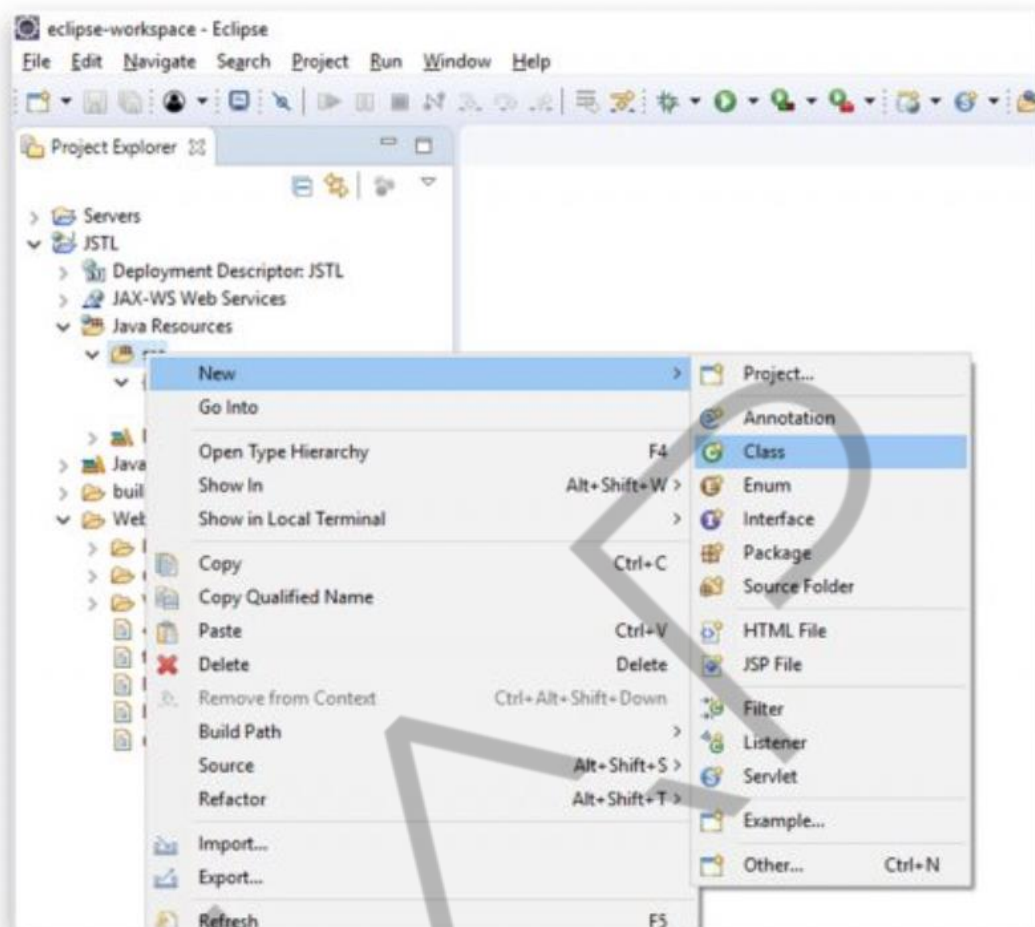 eclipse-workspace - Eclipse
File Edit Navigate Search Project Run Window Help
Project Explorer
Servers
JSTL
Deployment Descriptor: JSTL
JAX-WS Web Services
Java Resources
New
Go Into
Open Type Hierarchy F4
Show In Alt+Shift+W >
Show in Local Terminal
Copy Ctrl+C
Copy Qualified Name
Paste Ctrl+V
Delete Delete
Remove from Context Ctrl+Alt+Shift+Down
Build Path
Source Alt+Shift+S >
Refactor Alt+Shift+T >
Import...
Export...
Refresh F5
Java
Project...
Annotation
Class
Enum
Interface
Package
Source Folder
HTML File
JSP File
Filter
Listener
Servlet
Example...
Other... Ctrl+N